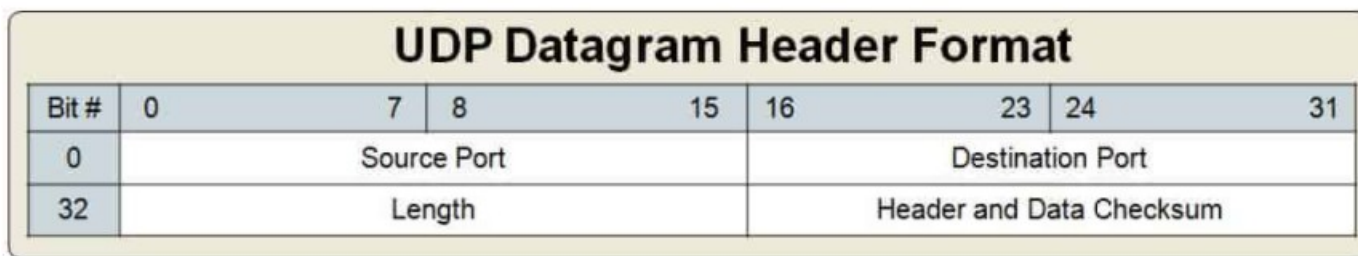 UDP Datagram Header Format
Bit # 0 7 8 15 16 23 24 31
0 Source Port Destination Port
32 Length Header and Data Checksum